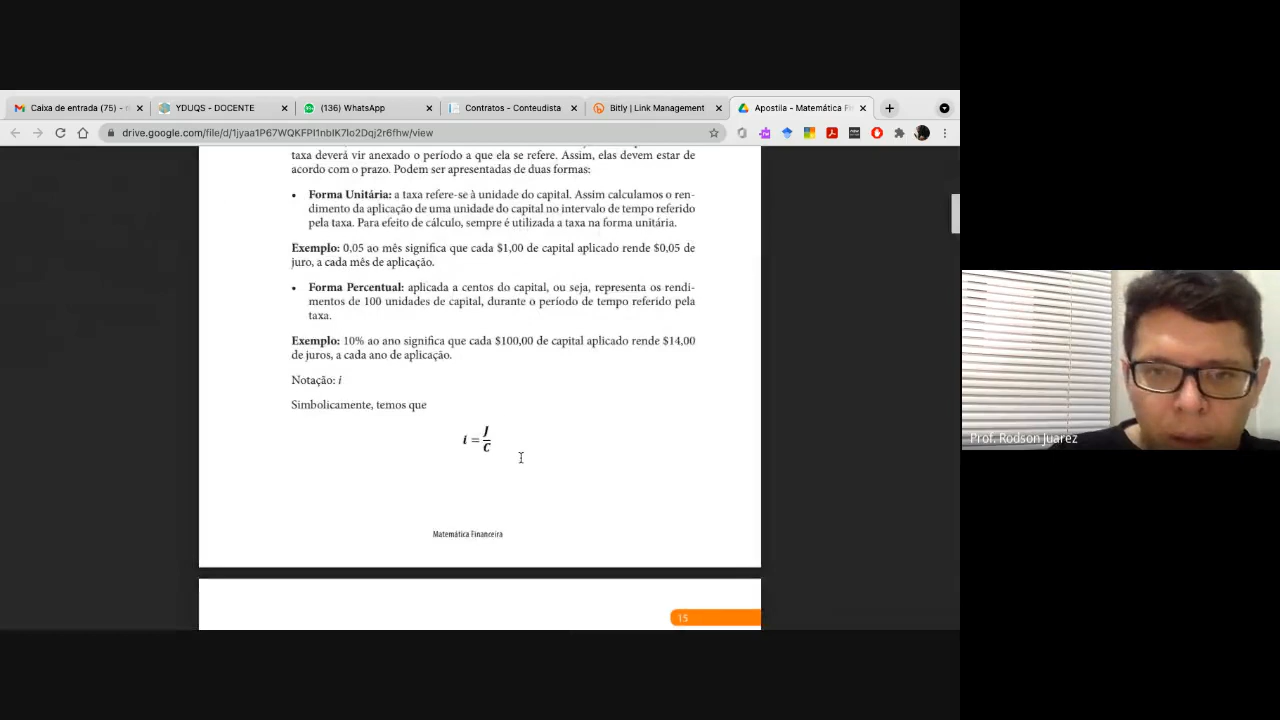 Caixa de entrada (75) -
YDUQS - DOCENTE
(136) WhatsApp
Contratos - Conteudista
Bitly | Link Management
Apostila - Matemática Fi
drive.google.com/file/d/1jyaa1P67WQKFPI1nbIK7Io2Dqj2r6fhw/view
taxa deverá vir anexado o período a que ela se refere. Assim, elas devem estar de
acordo com o prazo. Podem ser apresentadas de duas formas:
• Forma Unitária: a taxa refere-se à unidade do capital. Assim calculamos o ren-
dimento da aplicação de uma unidade do capital no intervalo de tempo referido
pela taxa. Para efeito de cálculo, sempre é utilizada a taxa na forma unitária.
Exemplo: 0,05 ao mês significa que cada $1,00 de capital aplicado rende $0,05 de
juro, a cada mês de aplicação.
• Forma Percentual: aplicada a centos do capital, ou seja, representa os rendi-
mentos de 100 unidades de capital, durante o período de tempo referido pela
taxa.
Exemplo: 10% ao ano significa que cada $100,00 de capital aplicado rende $14,00
de juros, a cada ano de aplicação.
Notação: i
Simbolicamente, temos que
i = J/C
Matemática Financeira
15
Prof. Rodson Juarez